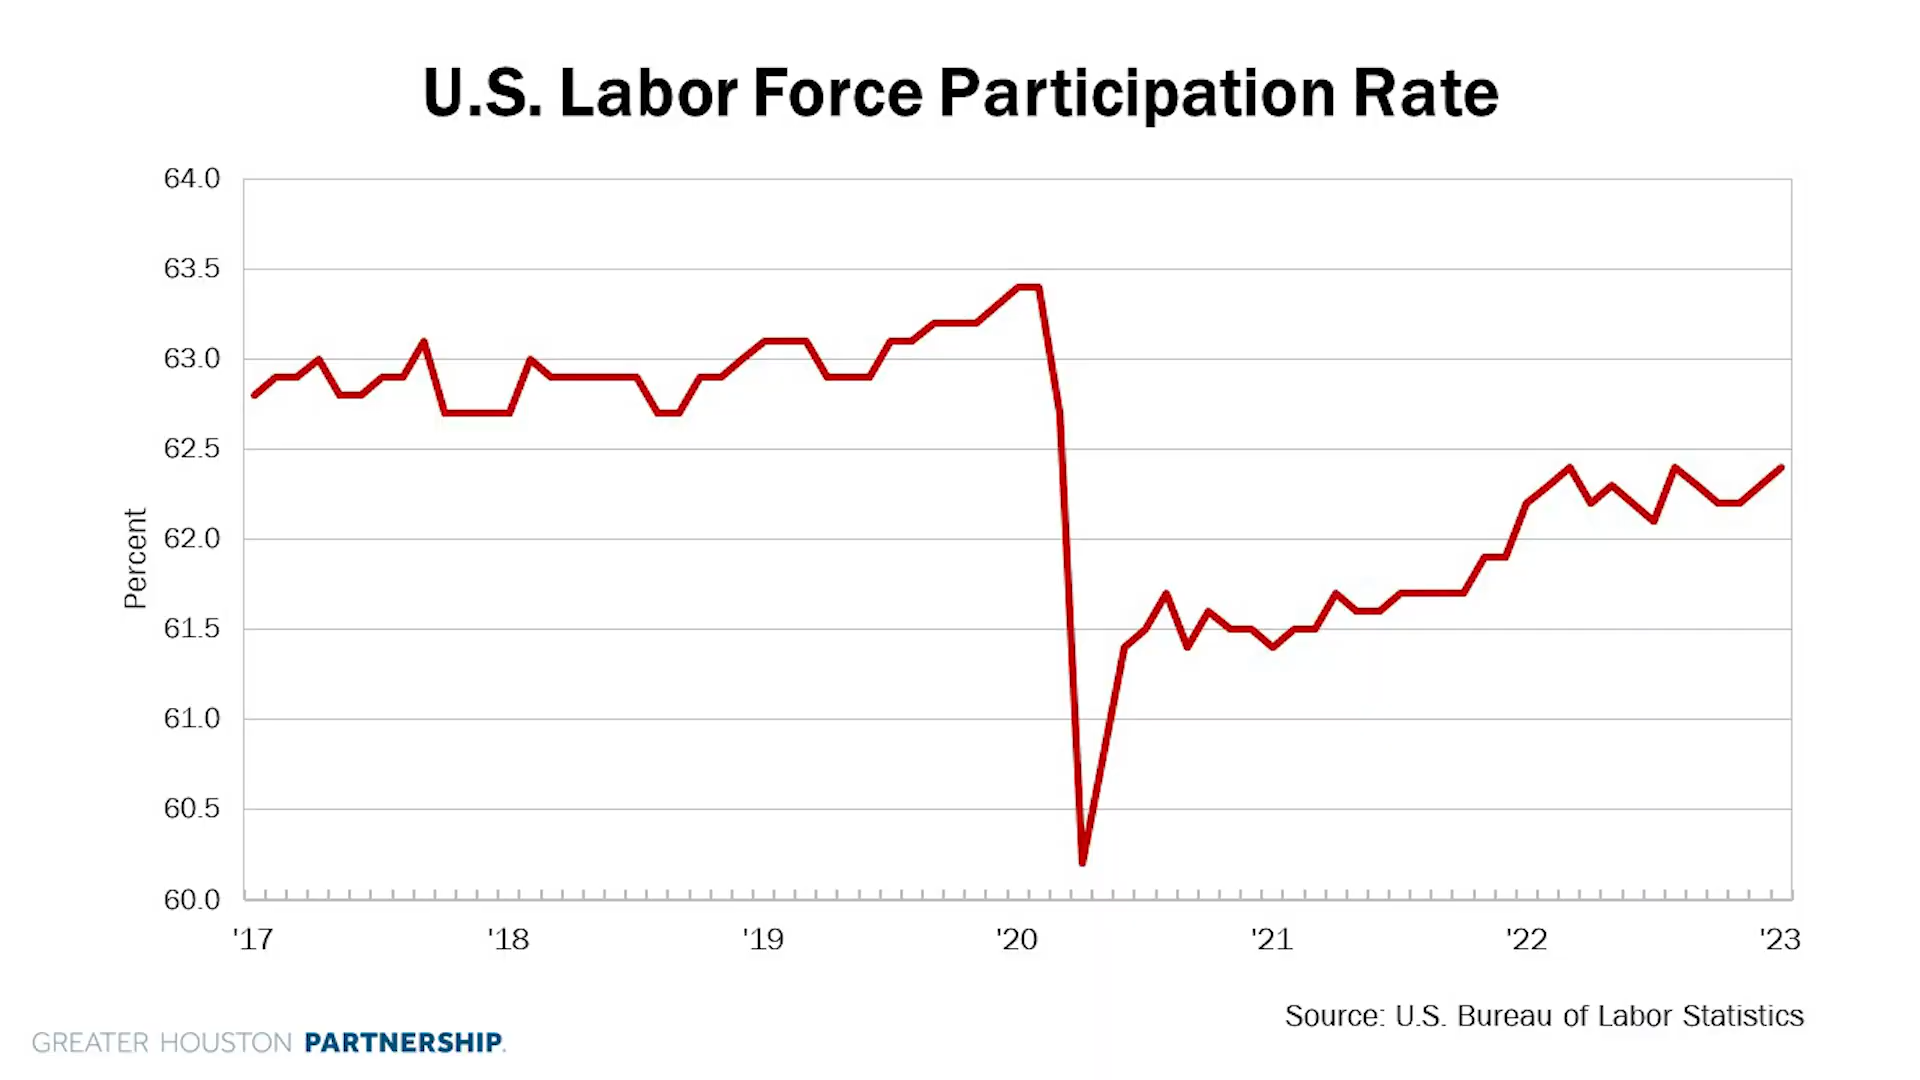 U.S. Labor Force Participation Rate
64.0
63.5
63.0
62.5
62.0
61.5
61.0
60.5
60.0
Percent
'17 '18 '19 '20 '21 '22 '23
Source: U.S. Bureau of Labor Statistics
GREATER HOUSTON PARTNERSHIP.